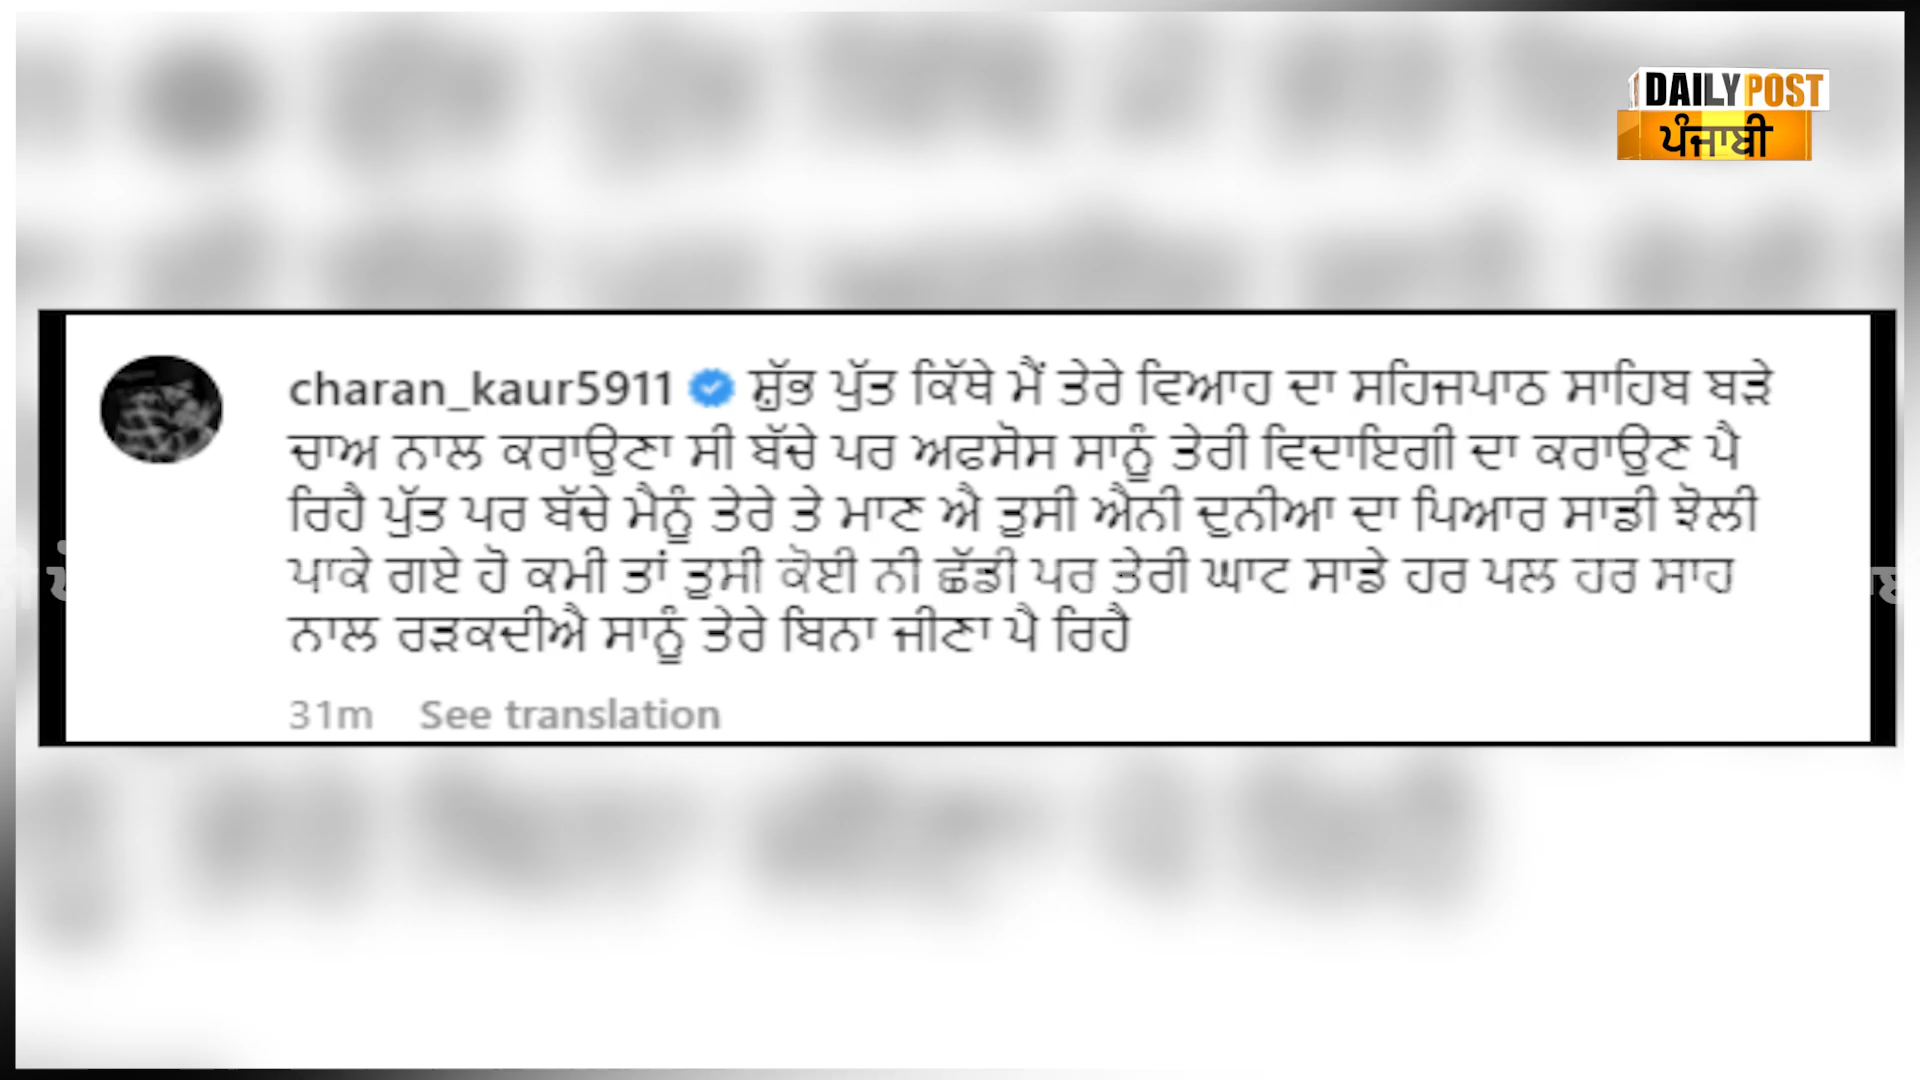 DAILY POST
ਪੰਜਾਬੀ
charan_kaur5911 ਸ਼ੁੱਭ ਪੁੱਤ ਕਿੱਥੇ ਮੈਂ ਤੇਰੇ ਵਿਆਹ ਦਾ ਸਹਿਜਪਾਠ ਸਾਹਿਬ ਬੜੇ
ਚਾਅ ਨਾਲ ਕਰਾਉਣਾ ਸੀ ਬੱਚੇ ਪਰ ਅਫਸੋਸ ਸਾਨੂੰ ਤੇਰੀ ਵਿਦਾਇਗੀ ਦਾ ਕਰਾਉਣ ਪੈ
ਰਿਹੈ ਪੁੱਤ ਪਰ ਬੱਚੇ ਮੈਨੂੰ ਤੇਰੇ ਤੇ ਮਾਣ ਐ ਤੁਸੀ ਐਨੀ ਦੁਨੀਆ ਦਾ ਪਿਆਰ ਸਾਡੀ ਝੋਲੀ
ਪਾਕੇ ਗਏ ਹੋ ਕਮੀ ਤਾਂ ਤੁਸੀ ਕੋਈ ਨੀ ਛੱਡੀ ਪਰ ਤੇਰੀ ਘਾਟ ਸਾਡੇ ਹਰ ਪਲ ਹਰ ਸਾਹ
ਨਾਲ ਰੜਕਦੀਐ ਸਾਨੂੰ ਤੇਰੇ ਬਿਨਾ ਜੀਣਾ ਪੈ ਰਿਹੈ
31m See translation